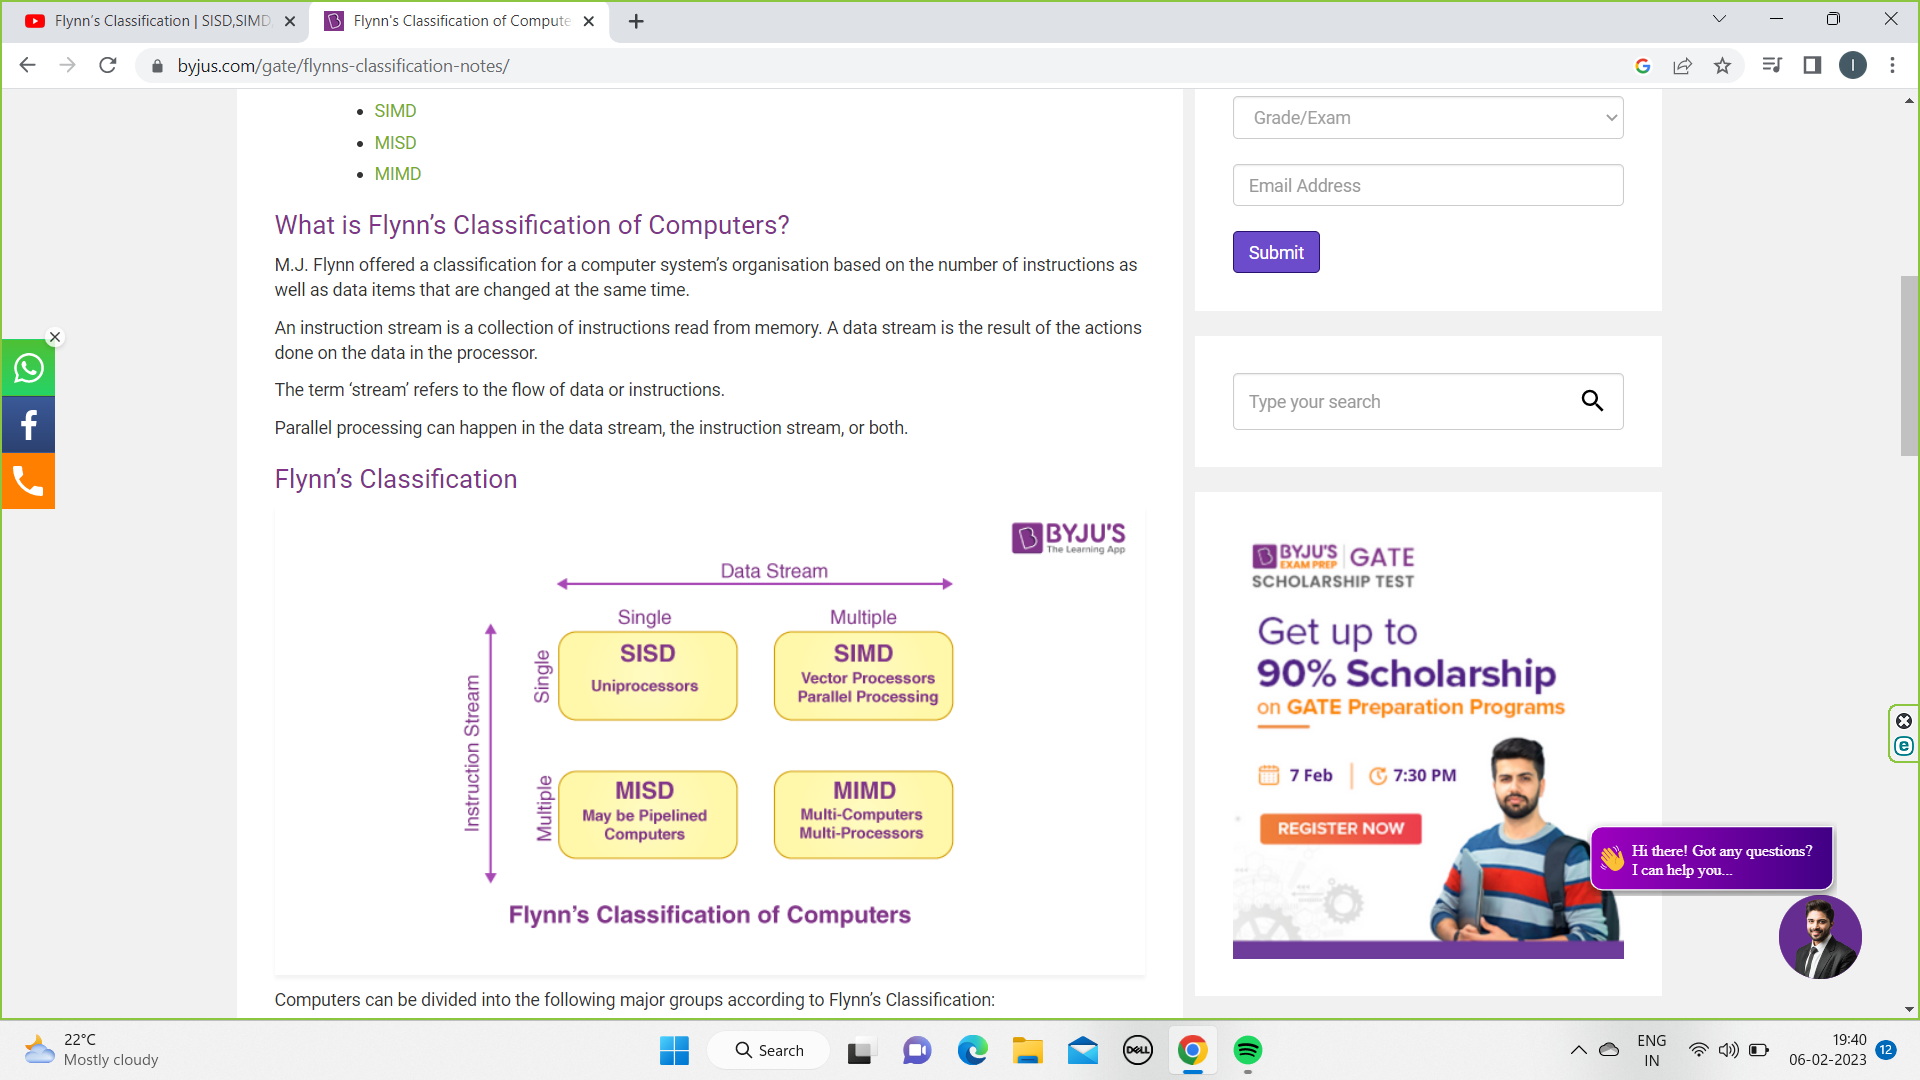 Flynn's Classification | SISD,SIMD
Flynn's Classification of Compute
byjus.com/gate/flynns-classification-notes/
I
SIMD
MISD
MIMD
What is Flynn's Classification of Computers?
M.J. Flynn offered a classification for a computer system's organisation based on the number of instructions as
well as data items that are changed at the same time.
An instruction stream is a collection of instructions read from memory. A data stream is the result of the actions
done on the data in the processor.
The term ‘stream’ refers to the flow of data or instructions.
Parallel processing can happen in the data stream, the instruction stream, or both.
Flynn's Classification
BYJU'S
The Learning App
Data Stream
Single
Multiple
Instruction Stream
Single
SISD
Uniprocessors
SIMD
Vector Processors
Parallel Processing
Multiple
MISD
May be Pipelined
Computers
MIMD
Multi-Computers
Multi-Processors
Flynn's Classification of Computers
Computers can be divided into the following major groups according to Flynn's Classification:
Grade/Exam
Email Address
Submit
Type your search
BYJU'S
EXAM PREP
GATE
SCHOLARSHIP TEST
Get up to
90% Scholarship
on GATE Preparation Programs
7 Feb
7:30 PM
REGISTER NOW
Hi there! Got any questions?
I can help you...
22°C
Mostly cloudy
Search
DELL
ENG
IN
19:40
06-02-2023
12